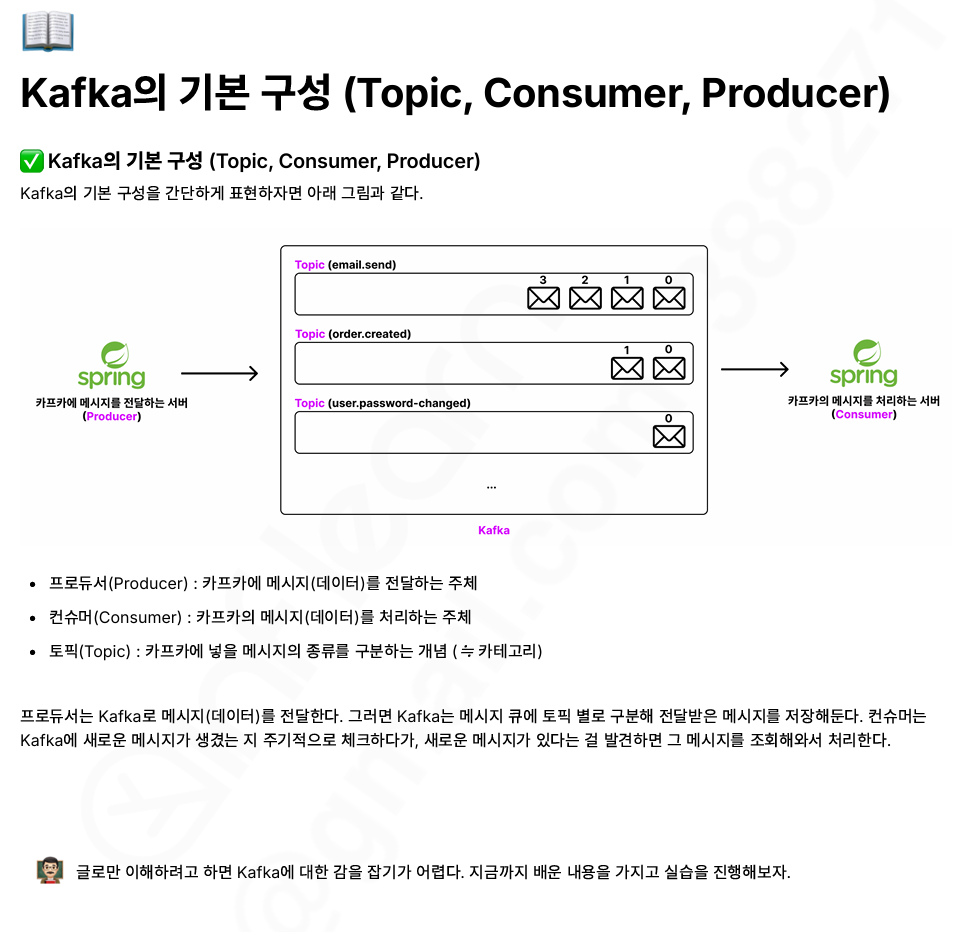 Kafka의 기본 구성 (Topic, Consumer, Producer)
✅ Kafka의 기본 구성 (Topic, Consumer, Producer)
Kafka의 기본 구성을 간단하게 표현하자면 아래 그림과 같다.
Topic (email.send)
3 2 1 0
Topic (order.created)
1 0
Topic (user.password-changed)
0
...
Kafka
spring
카프카에 메시지를 전달하는 서버
(Producer)
spring
카프카의 메시지를 처리하는 서버
(Consumer)
• 프로듀서(Producer) : 카프카에 메시지(데이터)를 전달하는 주체
• 컨슈머(Consumer) : 카프카의 메시지(데이터)를 처리하는 주체
• 토픽(Topic) : 카프카에 넣을 메시지의 종류를 구분하는 개념 (≒ 카테고리)
프로듀서는 Kafka로 메시지(데이터)를 전달한다. 그러면 Kafka는 메시지 큐에 토픽 별로 구분해 전달받은 메시지를 저장해둔다. 컨슈머는
Kafka에 새로운 메시지가 생겼는 지 주기적으로 체크하다가, 새로운 메시지가 있다는 걸 발견하면 그 메시지를 조회해와서 처리한다.
글로만 이해하려고 하면 Kafka에 대한 감을 잡기가 어렵다. 지금까지 배운 내용을 가지고 실습을 진행해보자.